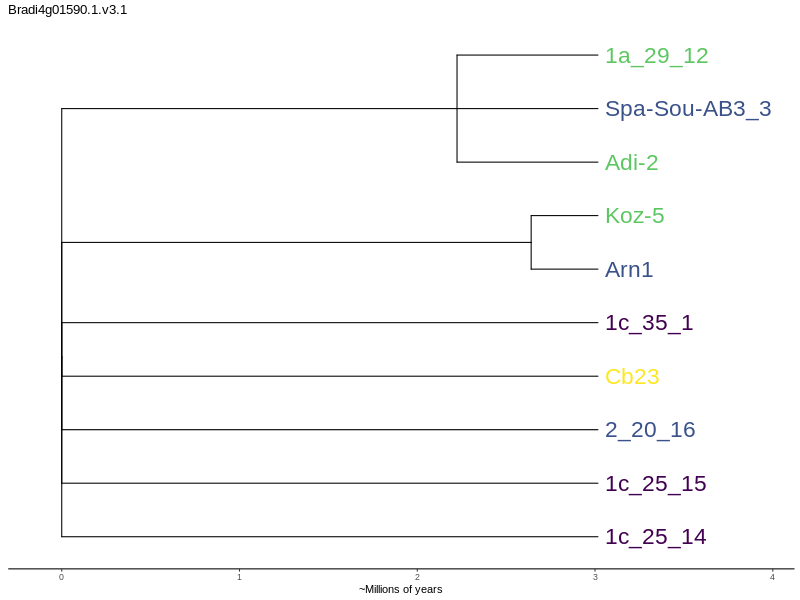 Bradi4g01590.1.v3.1
1a_29_12
Spa-Sou-AB3_3
Adi-2
Koz-5
Arn1
1c_35_1
Cb23
2_20_16
1c_25_15
1c_25_14
0 1 2 3 4
~Millions of years